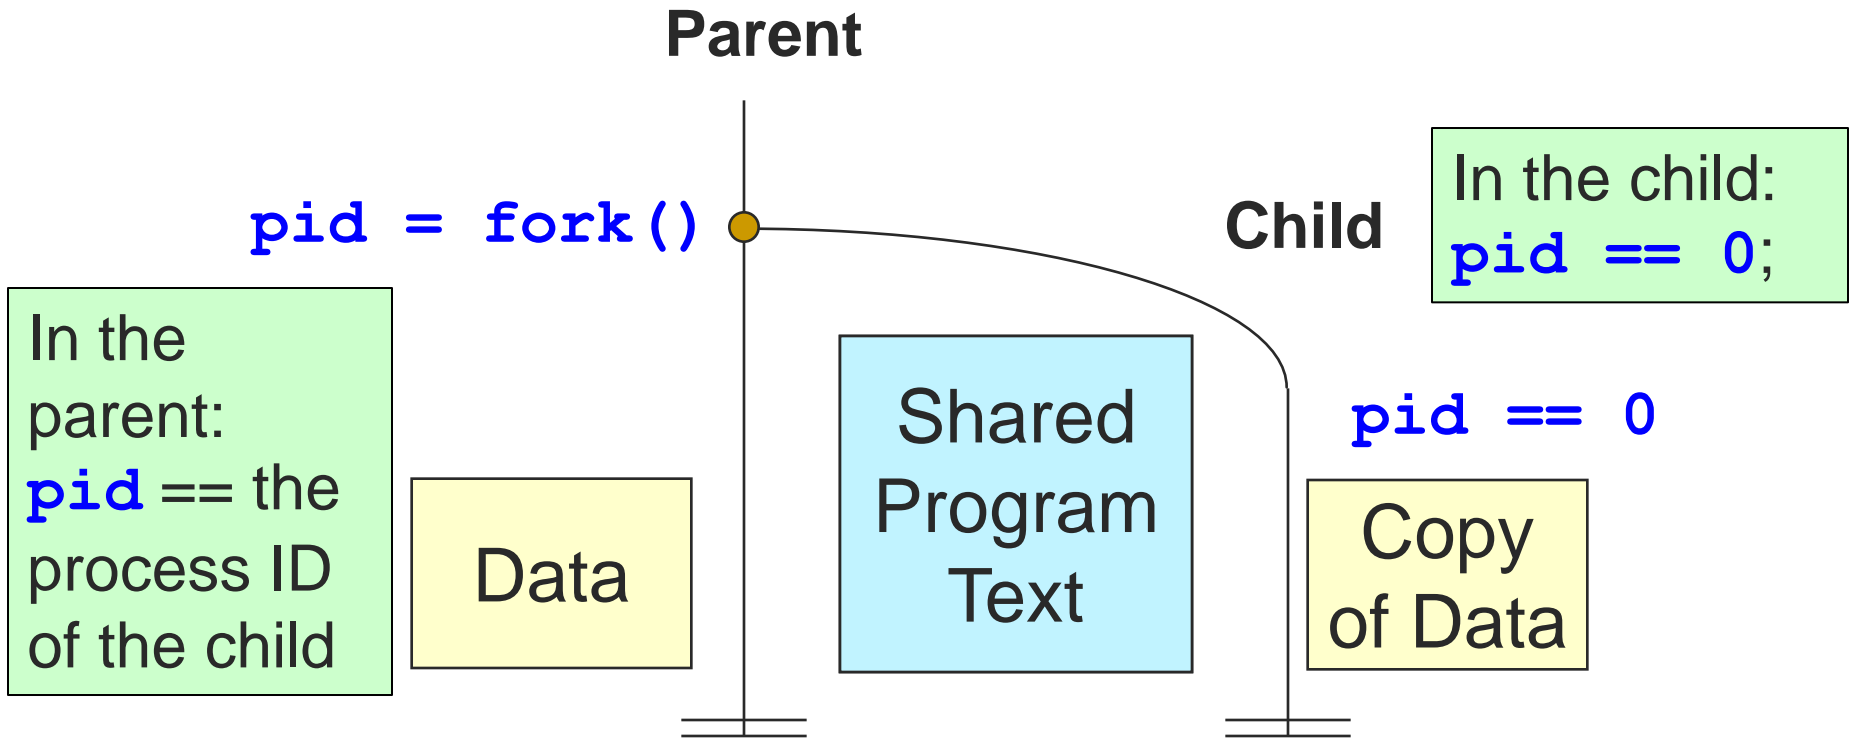 Parent
pid = fork()
Child
In the child:
pid == 0;
In the
parent:
pid == the
process ID
of the child
Data
Shared
Program
Text
pid == 0
Copy
of Data